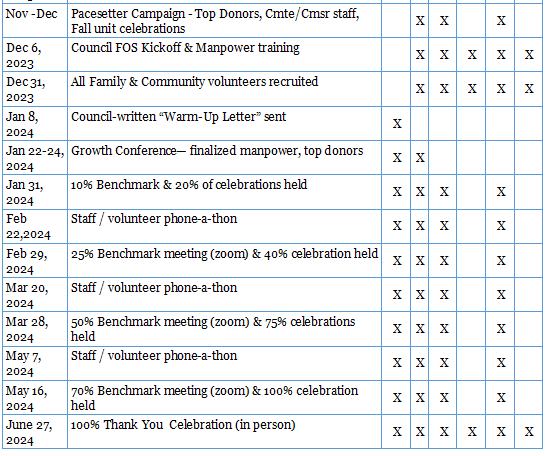 Nov -Dec Pacesetter Campaign - Top Donors, Cmte/Cmsr staff, X X X
Fall unit celebrations
Dec 6, Council FOS Kickoff & Manpower training X X X X X
2023
Dec 31, All Family & Community volunteers recruited X X X X X
2023
Jan 8, Council-written “Warm-Up Letter” sent X
2024
Jan 22-24, Growth Conference— finalized manpower, top donors X X
2024
Jan 31, 10% Benchmark & 20% of celebrations held X X X X
2024
Feb Staff / volunteer phone-a-thon X X X X
22,2024
Feb 29, 25% Benchmark meeting (zoom) & 40% celebration held X X X X
2024
Mar 20, Staff / volunteer phone-a-thon X X X X
2024
Mar 28, 50% Benchmark meeting (zoom) & 75% celebrations X X X X
2024 held
May 7, Staff / volunteer phone-a-thon X X X X
2024
May 16, 70% Benchmark meeting (zoom) & 100% celebration X X X X
2024 held
June 27, 100% Thank You Celebration (in person) X X X X X X
2024